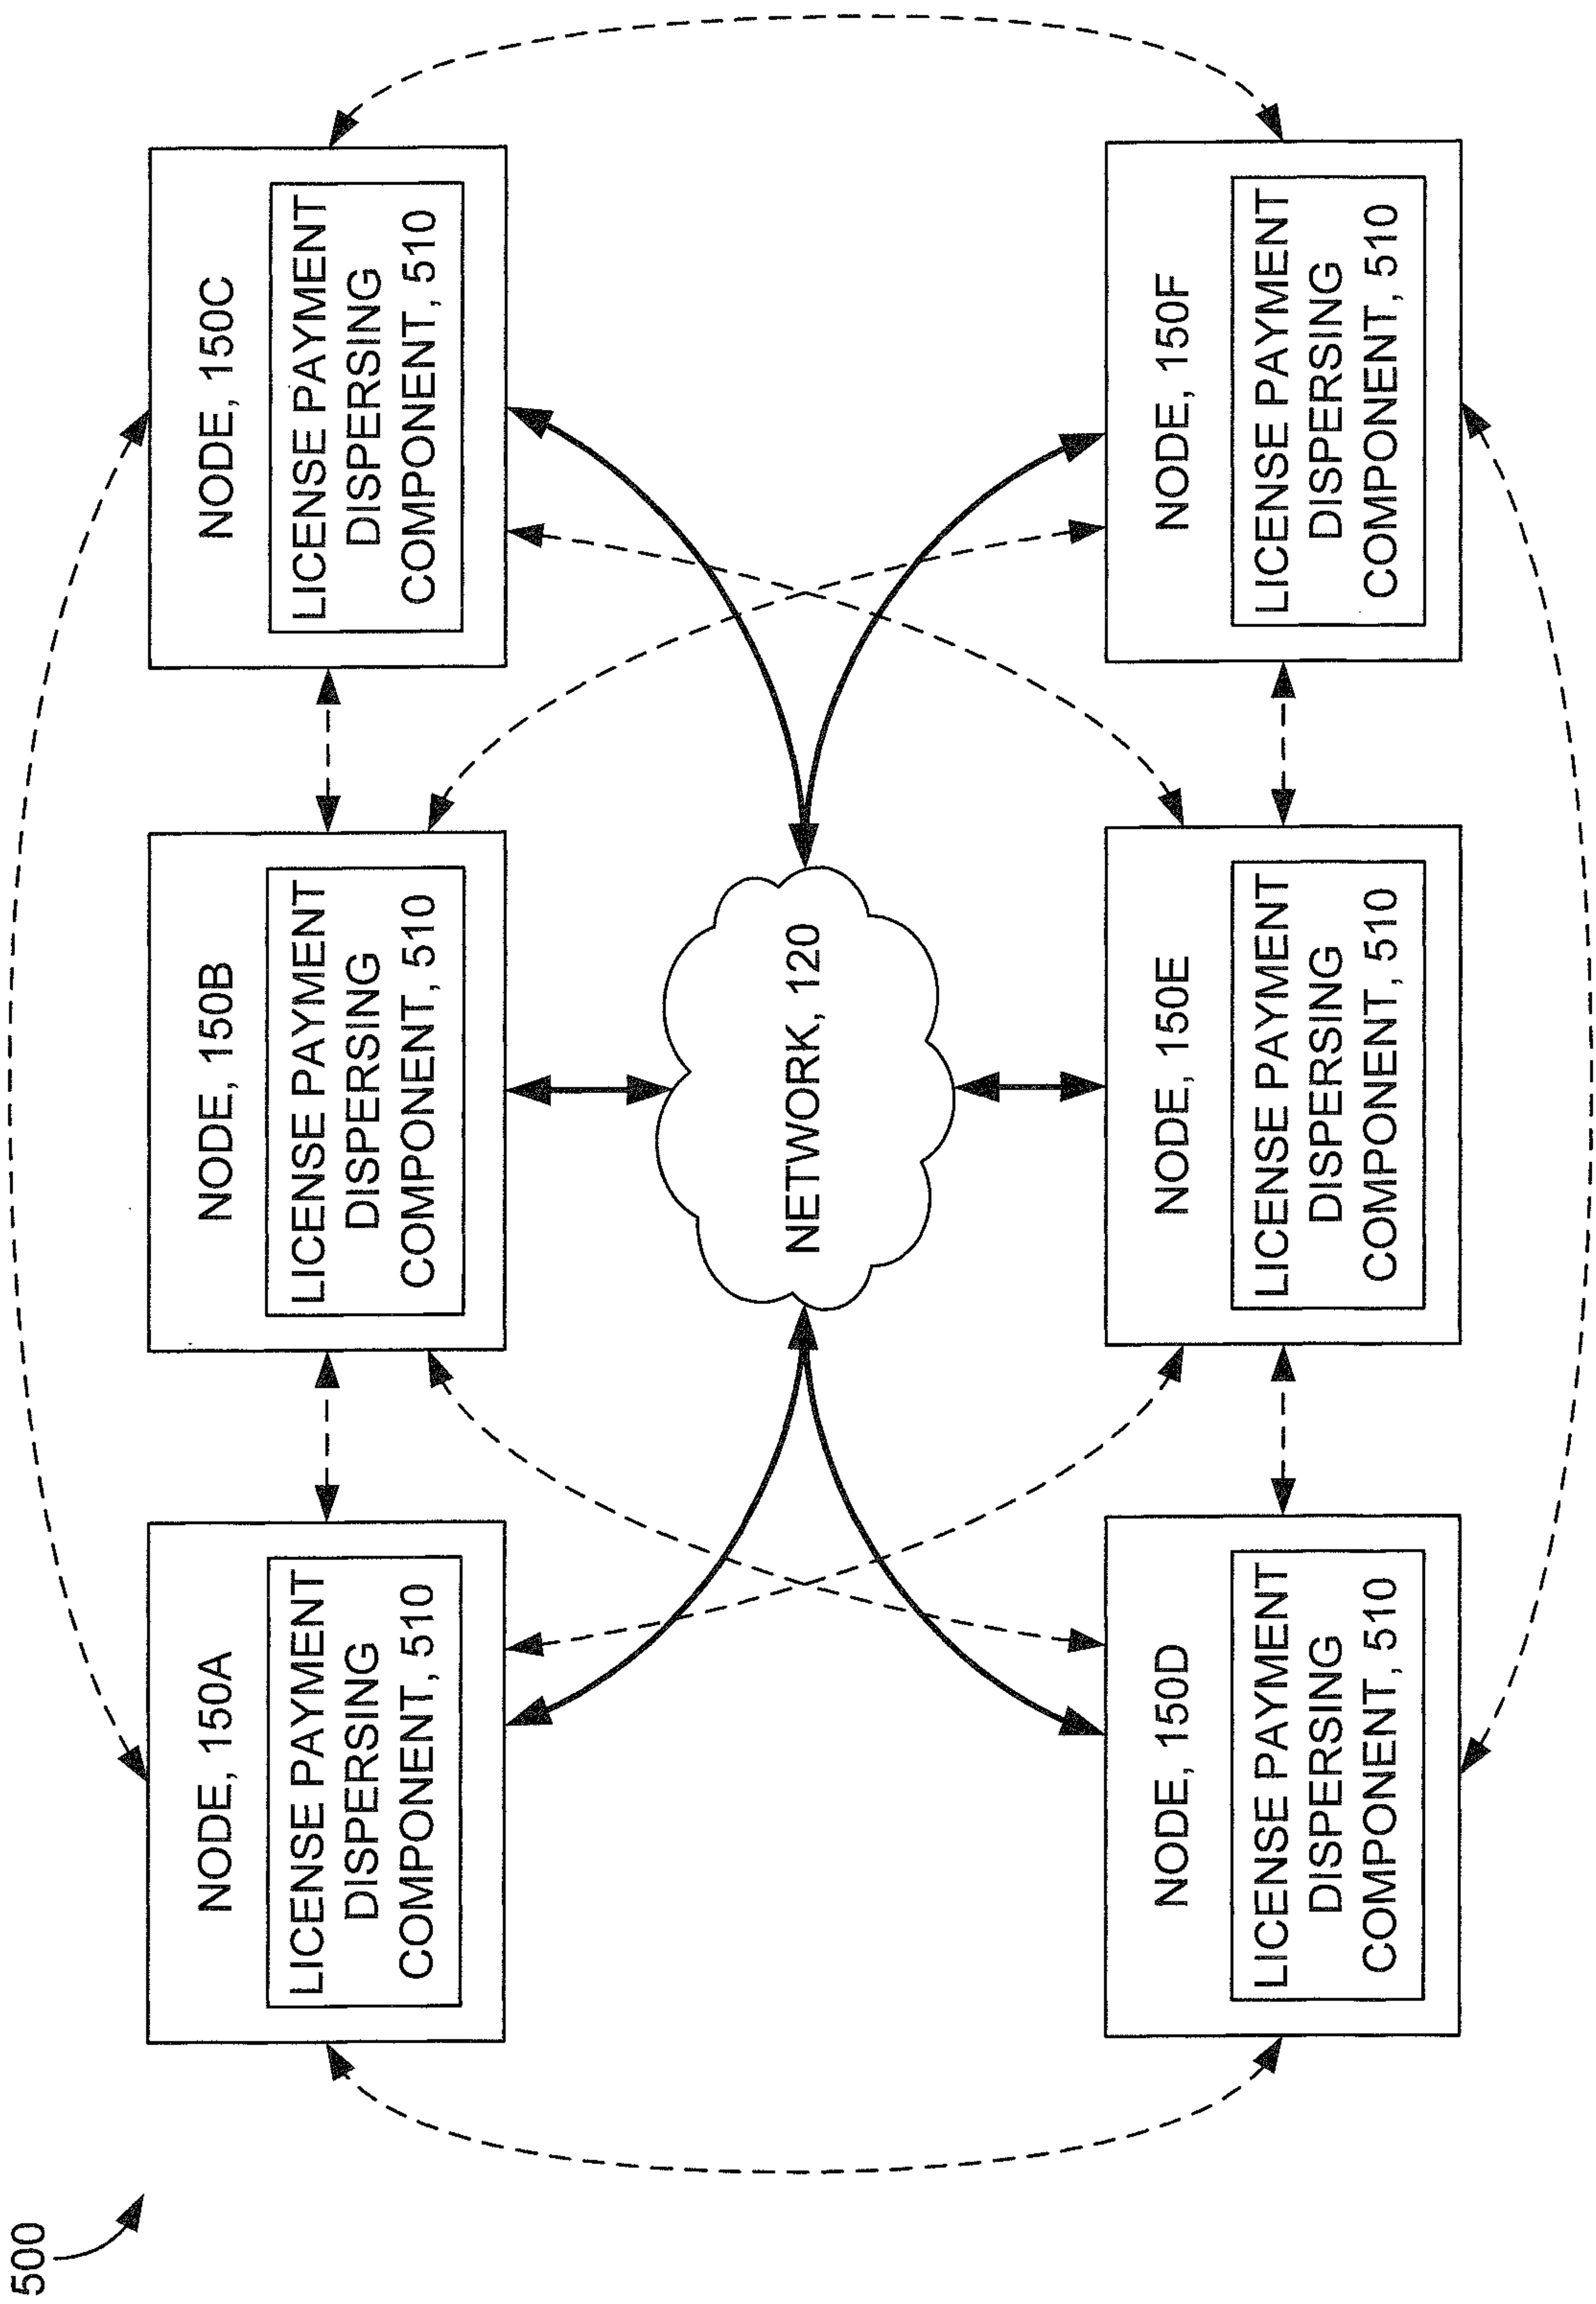 500
NODE, 150A
LICENSE PAYMENT
DISPERSING
COMPONENT, 510
NODE, 150B
LICENSE PAYMENT
DISPERSING
COMPONENT, 510
NODE, 150C
LICENSE PAYMENT
DISPERSING
COMPONENT, 510
NETWORK, 120
NODE, 150D
LICENSE PAYMENT
DISPERSING
COMPONENT, 510
NODE, 150E
LICENSE PAYMENT
DISPERSING
COMPONENT, 510
NODE, 150F
LICENSE PAYMENT
DISPERSING
COMPONENT, 510